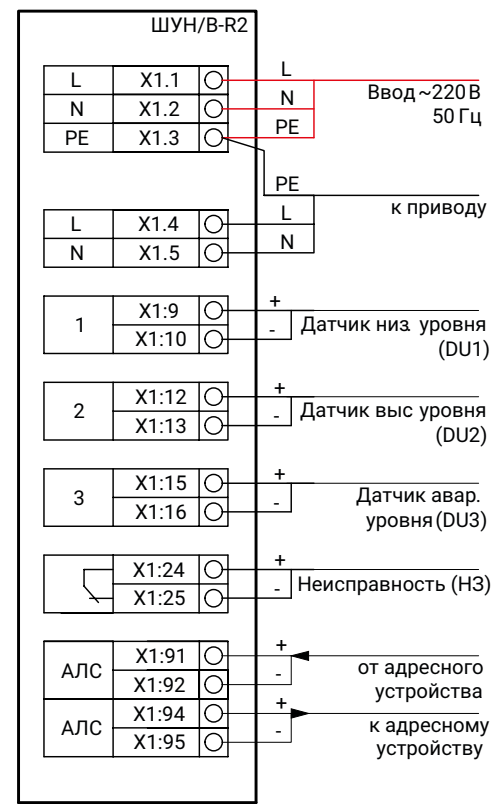 ШУН/В-R2
L X1.1 L
N X1.2 N
PE X1.3 PE
Ввод ~220 В
50 Гц
PE
L X1.4 L
N X1.5 N
к приводу
1 X1:9 +
X1:10 -
Датчик низ. уровня
(DU1)
2 X1:12 +
X1:13 -
Датчик выс уровня
(DU2)
3 X1:15 +
X1:16 -
Датчик авар.
уровня (DU3)
X1:24 +
X1:25 -
Неисправность (НЗ)
АЛС X1:91 +
X1:92 -
от адресного
устройства
АЛС X1:94 +
X1:95 -
к адресному
устройству